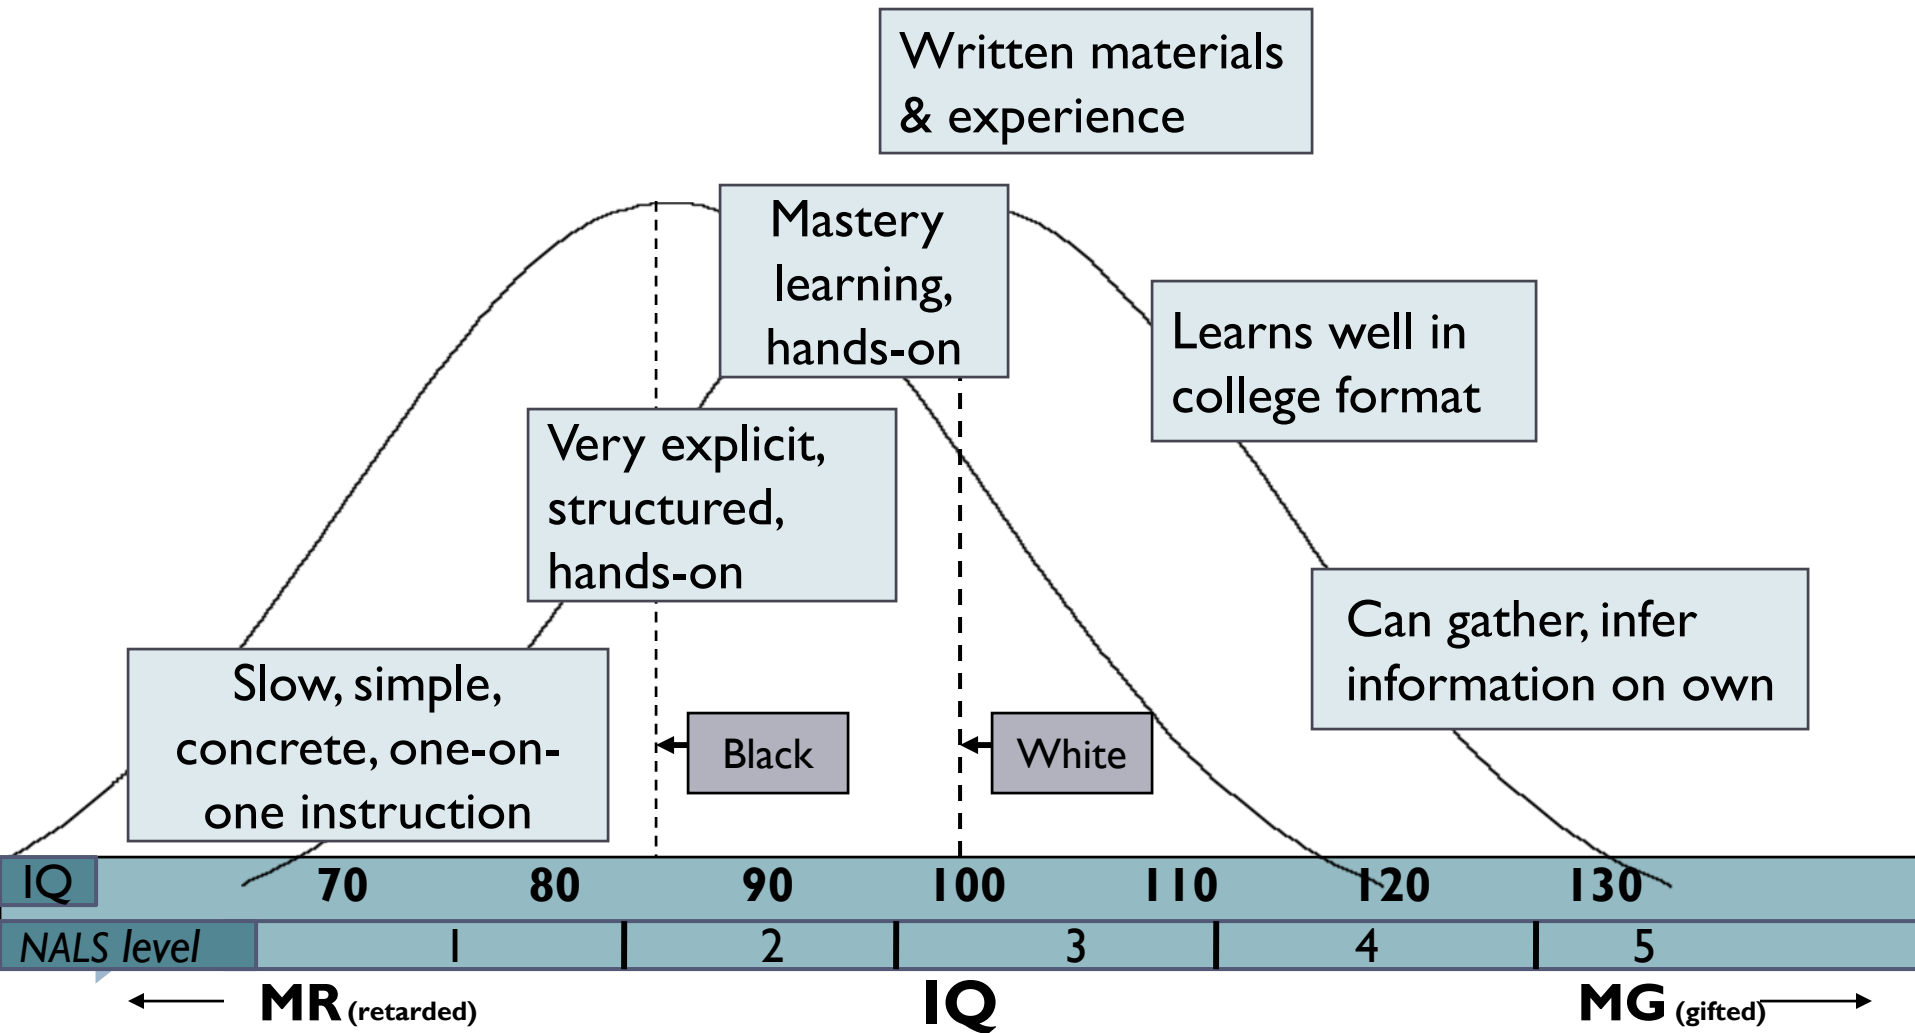 Written materials
& experience
Mastery
learning,
hands-on
Learns well in
college format
Very explicit,
structured,
hands-on
Can gather, infer
information on own
Slow, simple,
concrete, one-on-
one instruction
Black
White
IQ 70 80 90 100 110 120 130
NALS level 1 2 3 4 5
MR (retarded) IQ MG (gifted)